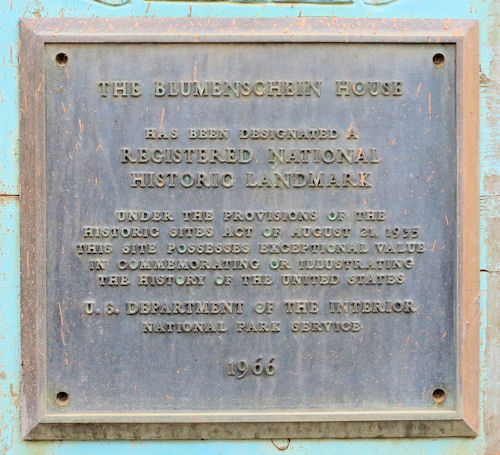 THE BLUMENSCHEIN HOUSE
HAS BEEN DESIGNATED A
REGISTERED NATIONAL
HISTORIC LANDMARK
UNDER THE PROVISIONS OF THE
HISTORIC SITES ACT OF AUGUST 21, 1935
THIS SITE POSSESSES EXCEPTIONAL VALUE
IN COMMEMORATING OR ILLUSTRATING
THE HISTORY OF THE UNITED STATES
U. S. DEPARTMENT OF THE INTERIOR
NATIONAL PARK SERVICE
1966